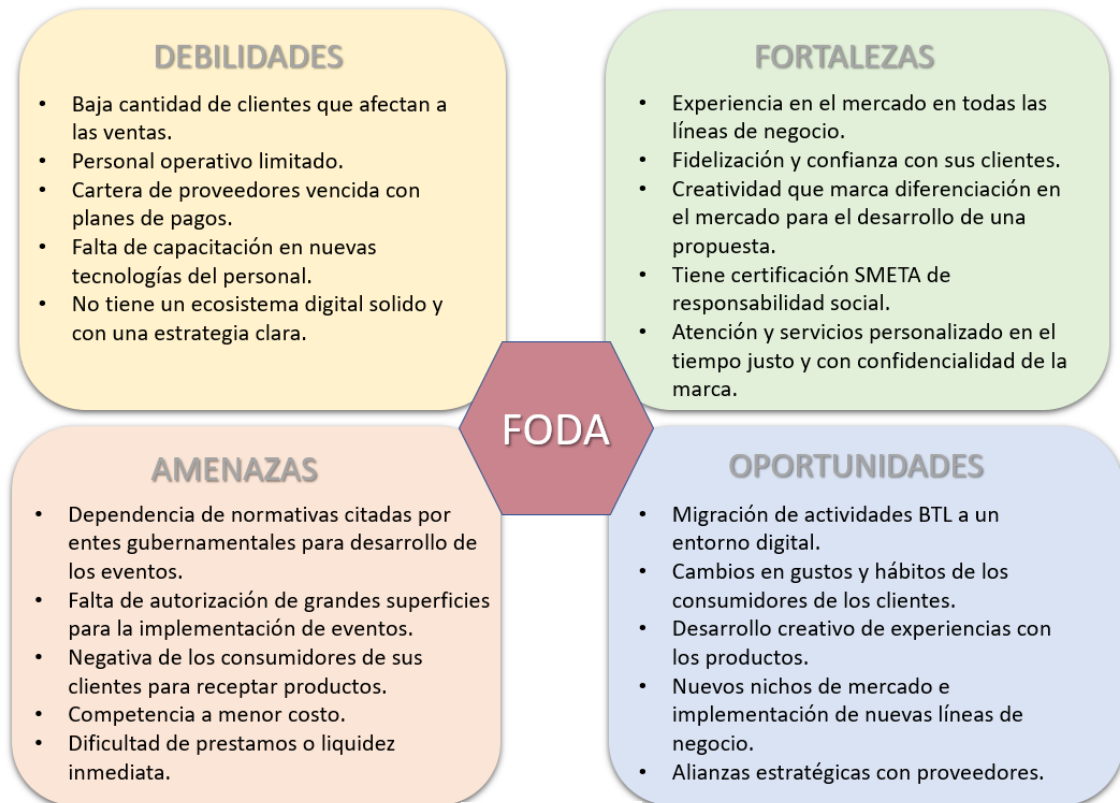 DEBILIDADES
• Baja cantidad de clientes que afectan a
las ventas.
• Personal operativo limitado.
• Cartera de proveedores vencida con
planes de pagos.
• Falta de capacitación en nuevas
tecnologías del personal.
• No tiene un ecosistema digital solido y
con una estrategia clara.
FORTALEZAS
• Experiencia en el mercado en todas las
líneas de negocio.
• Fidelización y confianza con sus clientes.
• Creatividad que marca diferenciación en
el mercado para el desarrollo de una
propuesta.
• Tiene certificación SMETA de
responsabilidad social.
• Atención y servicios personalizado en el
tiempo justo y con confidencialidad de la
marca.
FODA
AMENAZAS
• Dependencia de normativas citadas por
entes gubernamentales para desarrollo de
los eventos.
• Falta de autorización de grandes superficies
para la implementación de eventos.
• Negativa de los consumidores de sus
clientes para receptar productos.
• Competencia a menor costo.
• Dificultad de prestamos o liquidez
inmediata.
OPORTUNIDADES
• Migración de actividades BTL a un
entorno digital.
• Cambios en gustos y hábitos de los
consumidores de los clientes.
• Desarrollo creativo de experiencias con
los productos.
• Nuevos nichos de mercado e
implementación de nuevas líneas de
negocio.
• Alianzas estratégicas con proveedores.